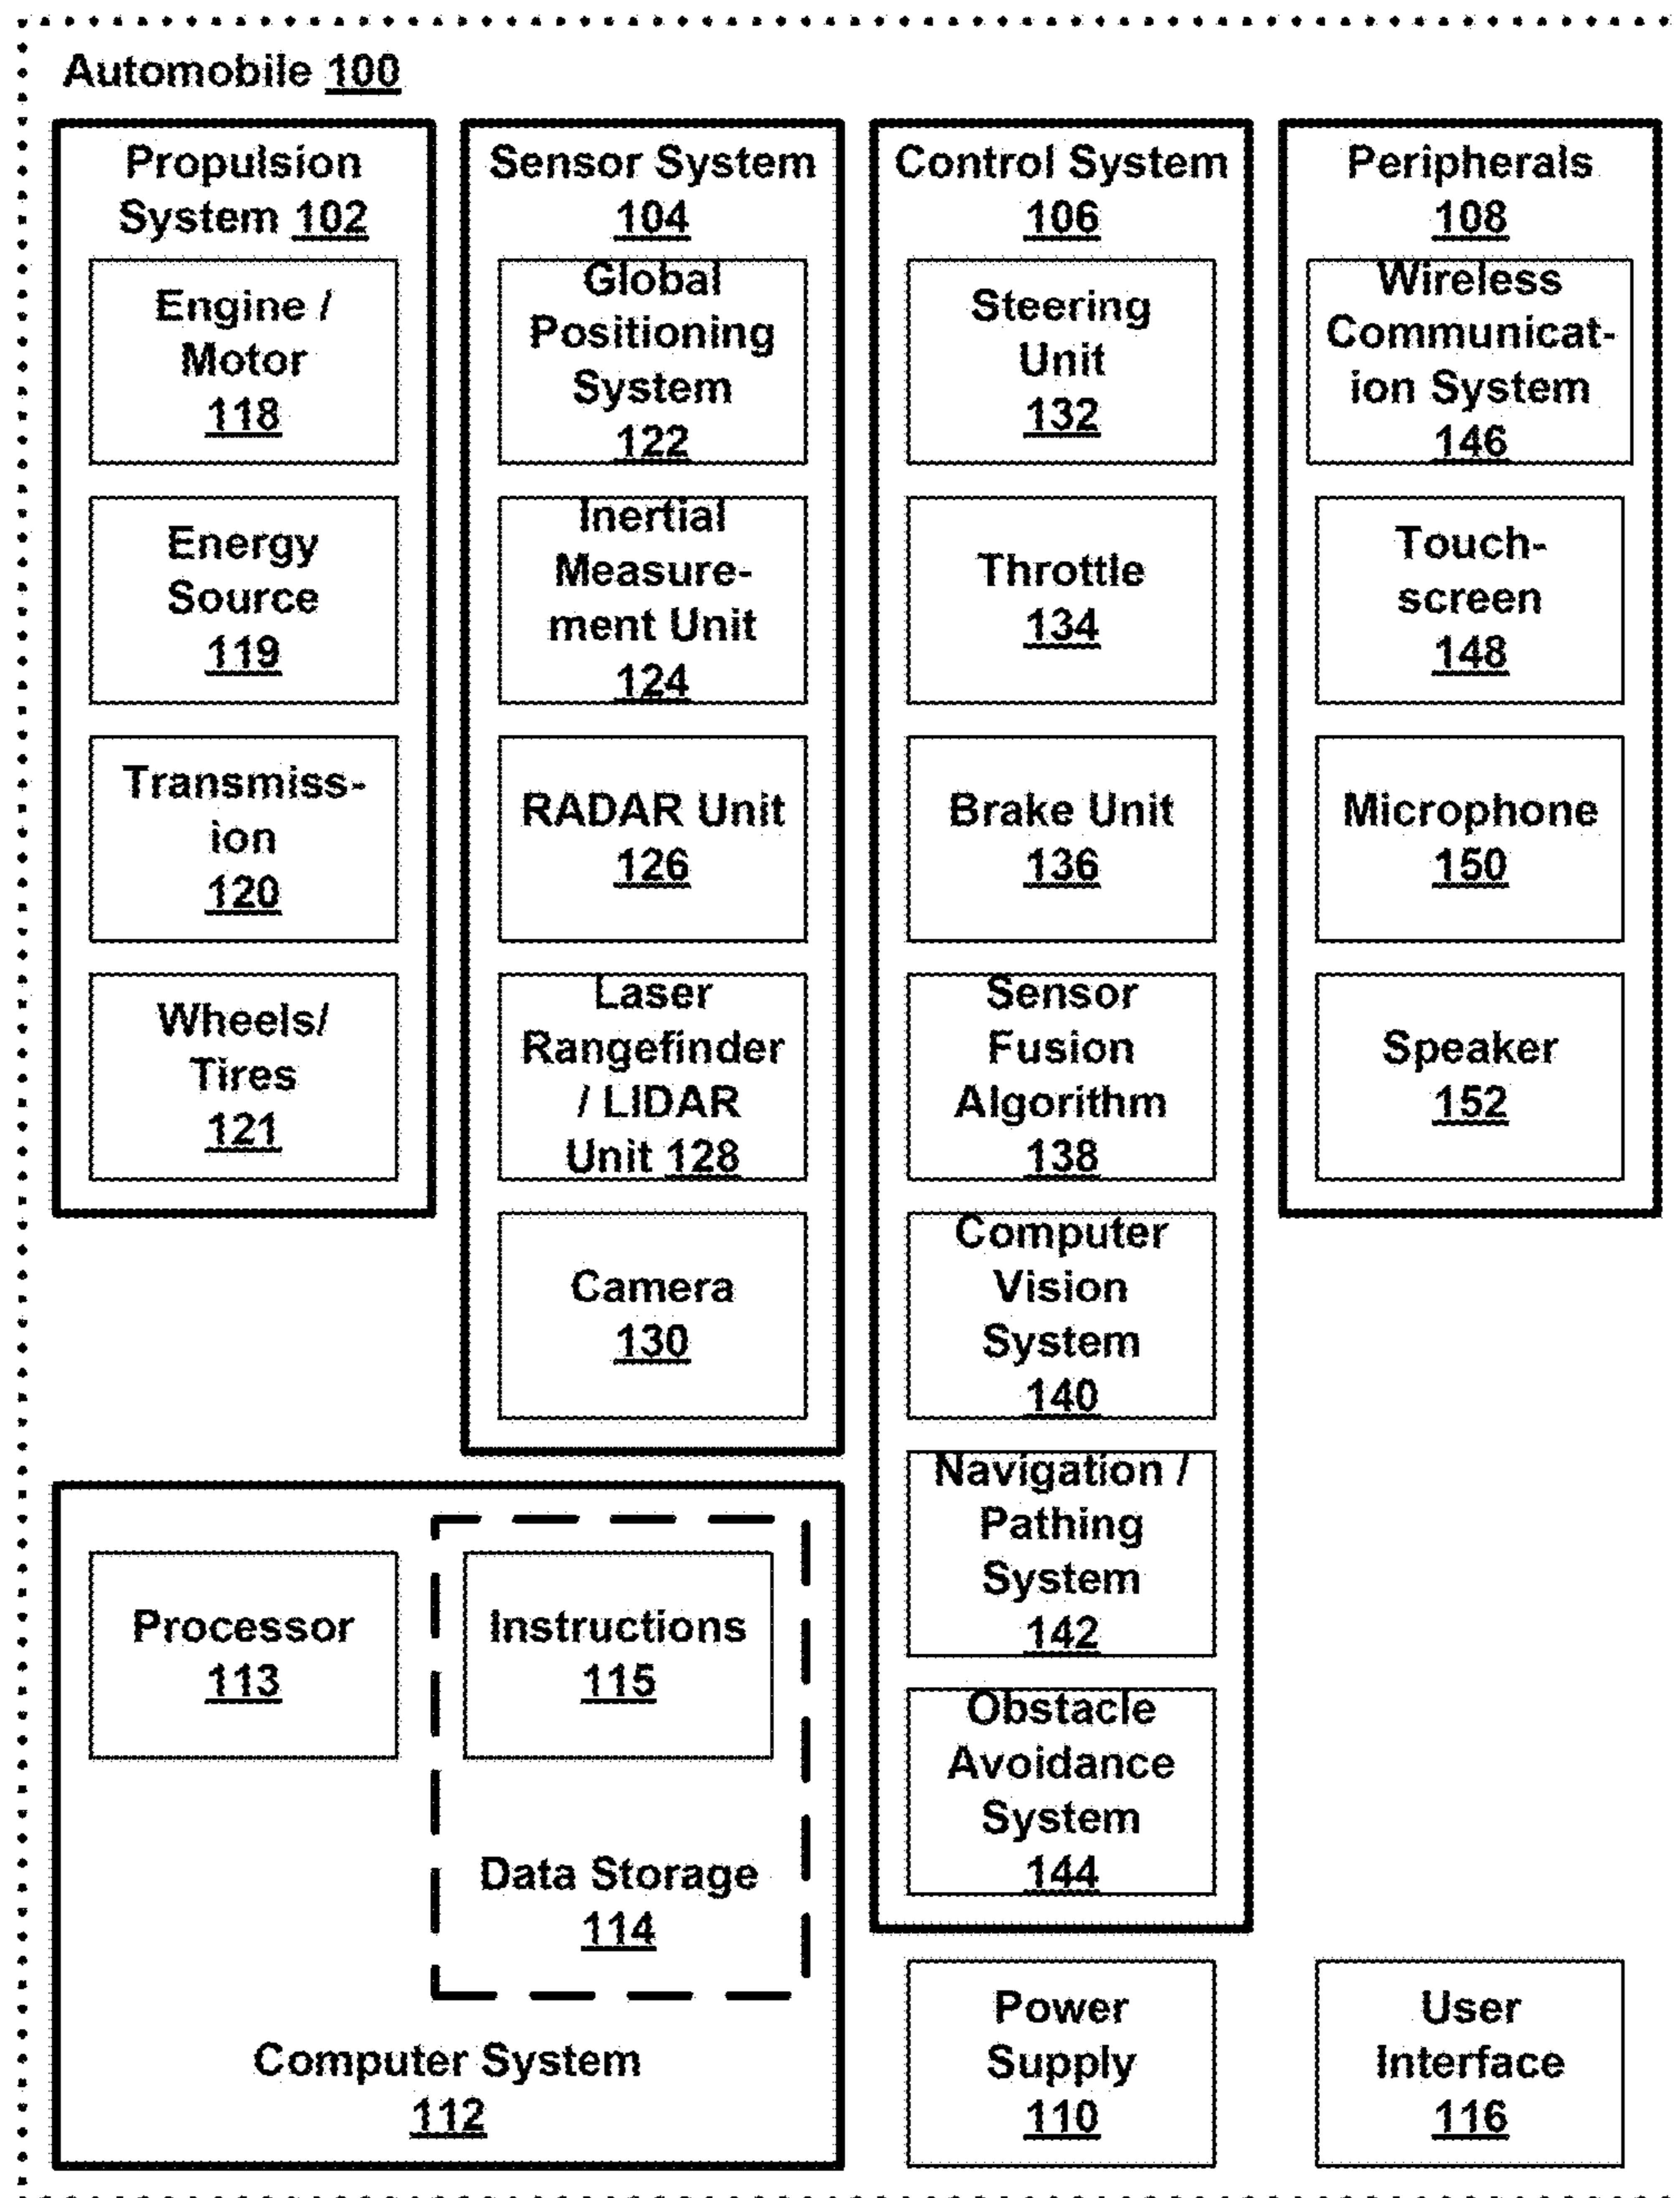 Automobile 100
Propulsion
System 102
Engine /
Motor
118
Energy
Source
119
Transmiss-
ion
120
Wheels/
Tires
121
Sensor System
104
Global
Positioning
System
122
Inertial
Measure-
ment Unit
124
RADAR Unit
126
Laser
Rangefinder
/ LIDAR
Unit 128
Camera
130
Control System
106
Steering
Unit
132
Throttle
134
Brake Unit
136
Sensor
Fusion
Algorithm
138
Computer
Vision
System
140
Navigation /
Pathing
System
142
Obstacle
Avoidance
System
144
Peripherals
108
Wireless
Communicat-
ion System
146
Touch-
screen
148
Microphone
150
Speaker
152
Processor
113
Instructions
115
Data Storage
114
Computer System
112
Power
Supply
110
User
Interface
116